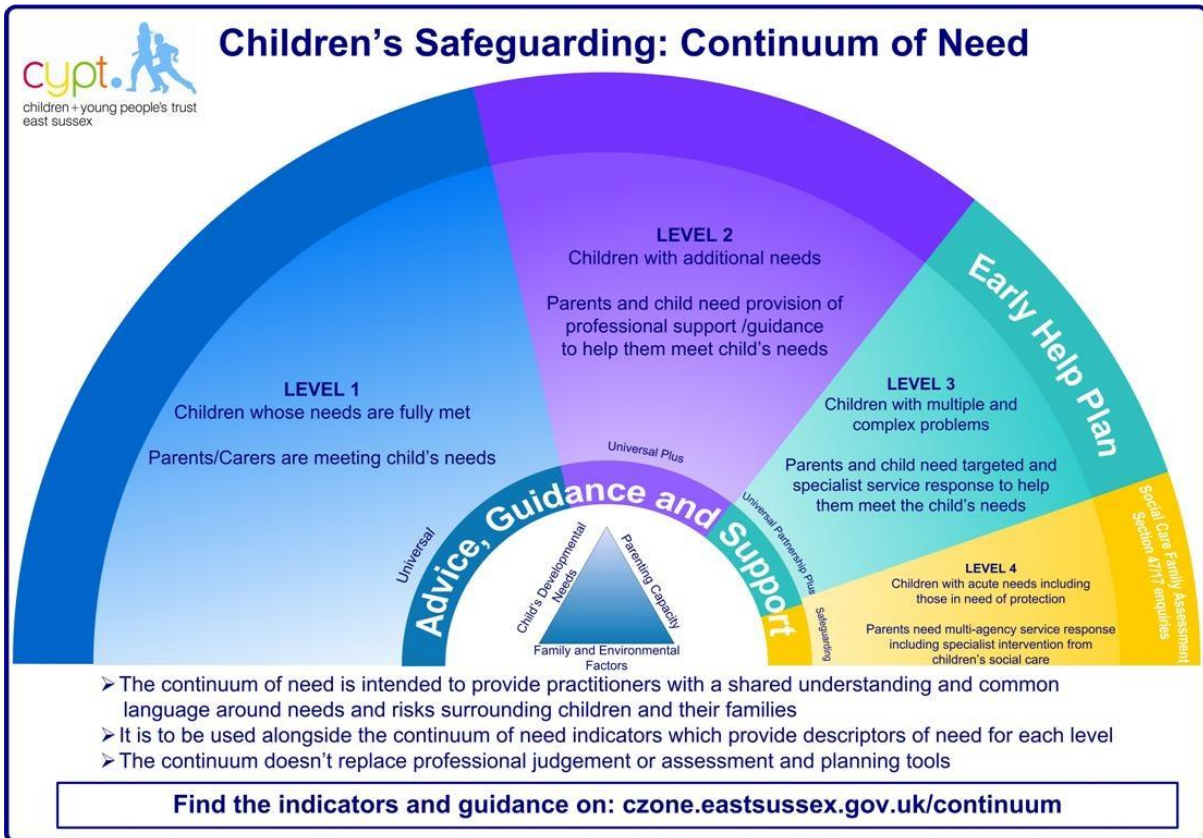 cypt.
children + young people's trust
east sussex
Children's Safeguarding: Continuum of Need
LEVEL 1
Children whose needs are fully met
Parents/Carers are meeting child's needs
LEVEL 2
Children with additional needs
Parents and child need provision of
professional support /guidance
to help them meet child's needs
LEVEL 3
Children with multiple and
complex problems
Parents and child need targeted and
specialist service response to help
them meet the child's needs
Early Help Plan
LEVEL 4
Children with acute needs including
those in need of protection
Parents need multi-agency service response
including specialist intervention from
children's social care
Social Care Family Assessment
Section 47/17 enquiries
Universal
Universal Plus
Universal Partnership Plus
Safeguarding
Advice, Guidance and Support
Child's Developmental
Needs
Parenting Capacity
Family and Environmental
Factors
➢ The continuum of need is intended to provide practitioners with a shared understanding and common
language around needs and risks surrounding children and their families
➢ It is to be used alongside the continuum of need indicators which provide descriptors of need for each level
➢ The continuum doesn't replace professional judgement or assessment and planning tools
Find the indicators and guidance on: czone.eastsussex.gov.uk/continuum